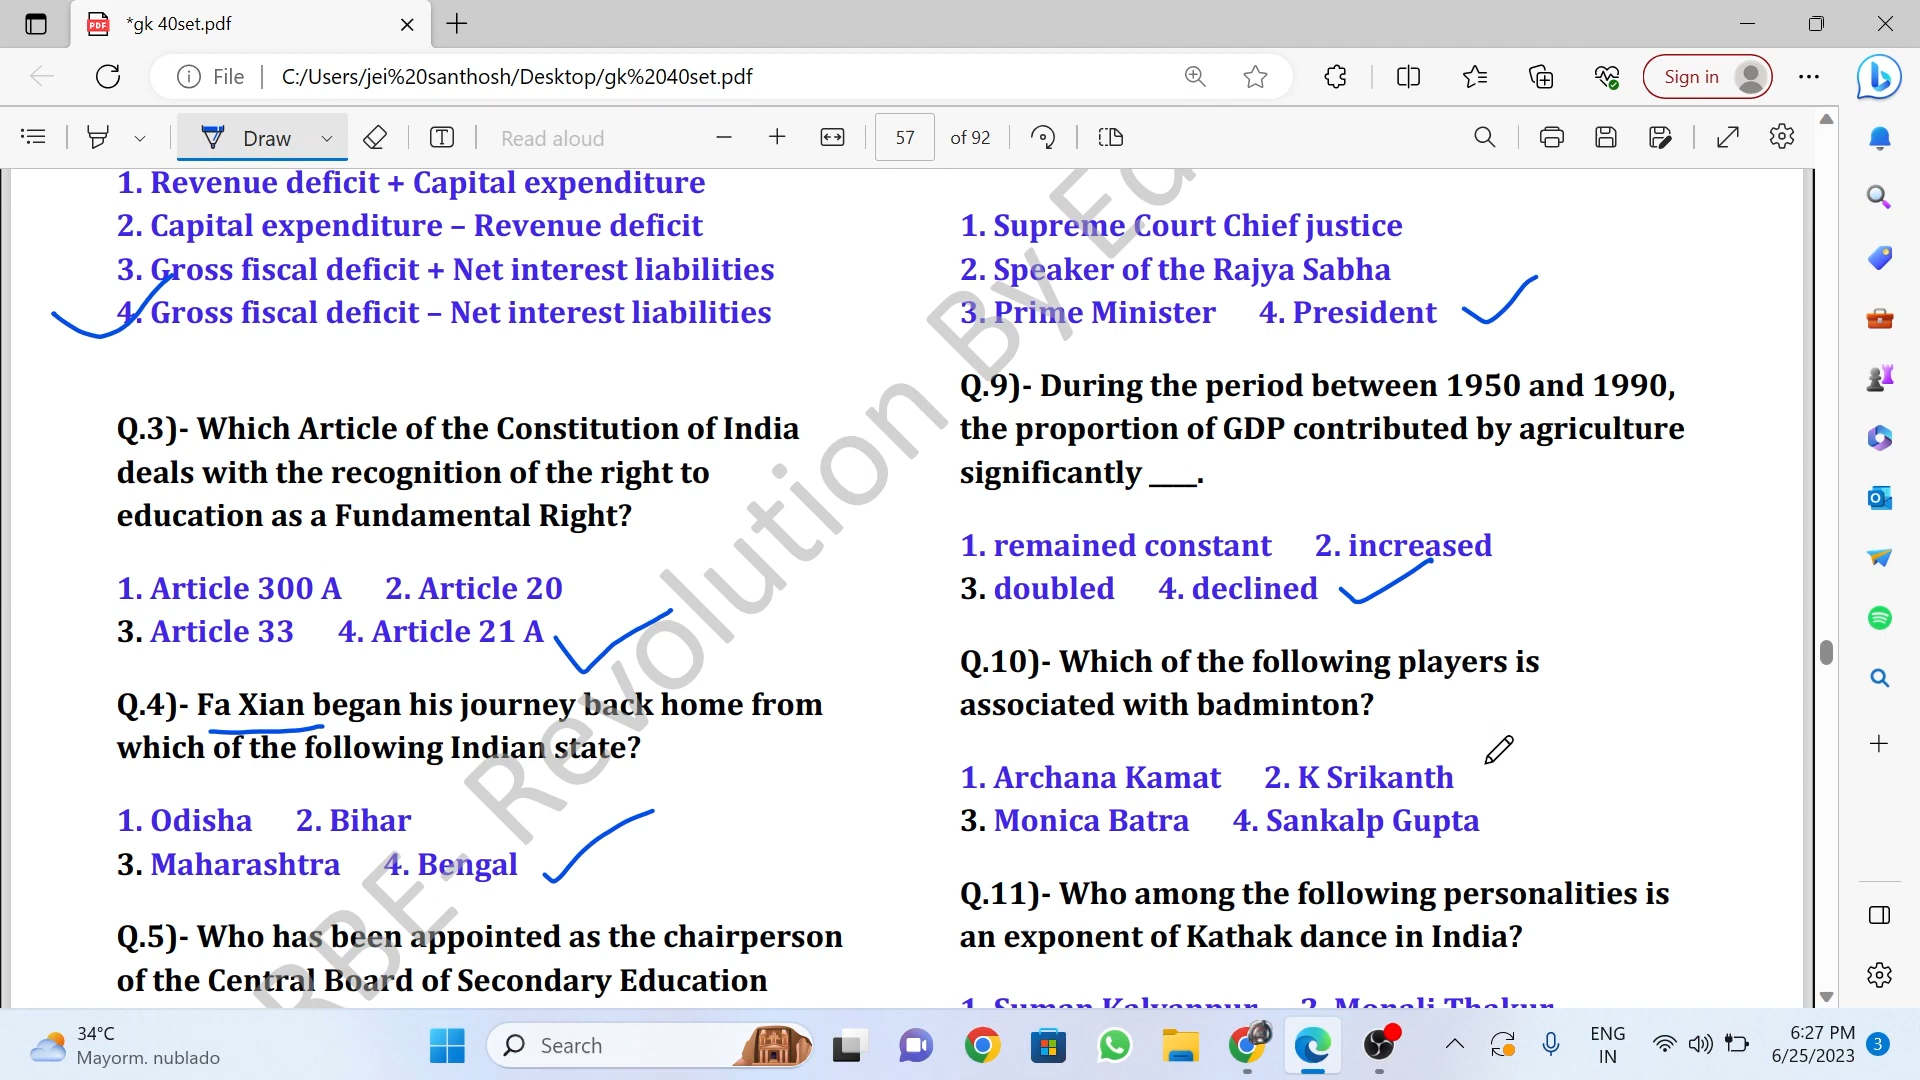 *gk 40set.pdf
File
C:/Users/jei%20santhosh/Desktop/gk%2040set.pdf
Sign in
Draw
Read aloud
57 of 92
1. Revenue deficit + Capital expenditure
2. Capital expenditure – Revenue deficit
3. Gross fiscal deficit + Net interest liabilities
4. Gross fiscal deficit – Net interest liabilities
Q.3)- Which Article of the Constitution of India
deals with the recognition of the right to
education as a Fundamental Right?
1. Article 300 A 2. Article 20
3. Article 33 4. Article 21 A
Q.4)- Fa Xian began his journey back home from
which of the following Indian state?
1. Odisha 2. Bihar
3. Maharashtra 4. Bengal
Q.5)- Who has been appointed as the chairperson
of the Central Board of Secondary Education
1. Supreme Court Chief justice
2. Speaker of the Rajya Sabha
3. Prime Minister 4. President
Q.9)- During the period between 1950 and 1990,
the proportion of GDP contributed by agriculture
significantly ____.
1. remained constant 2. increased
3. doubled 4. declined
Q.10)- Which of the following players is
associated with badminton?
1. Archana Kamat 2. K Srikanth
3. Monica Batra 4. Sankalp Gupta
Q.11)- Who among the following personalities is
an exponent of Kathak dance in India?
1. Suman Kalyanpur 2. Monali Thakur
RBE- Revolution By Ed
34°C
Mayorm. nublado
Search
ENG
IN
6:27 PM
6/25/2023
3